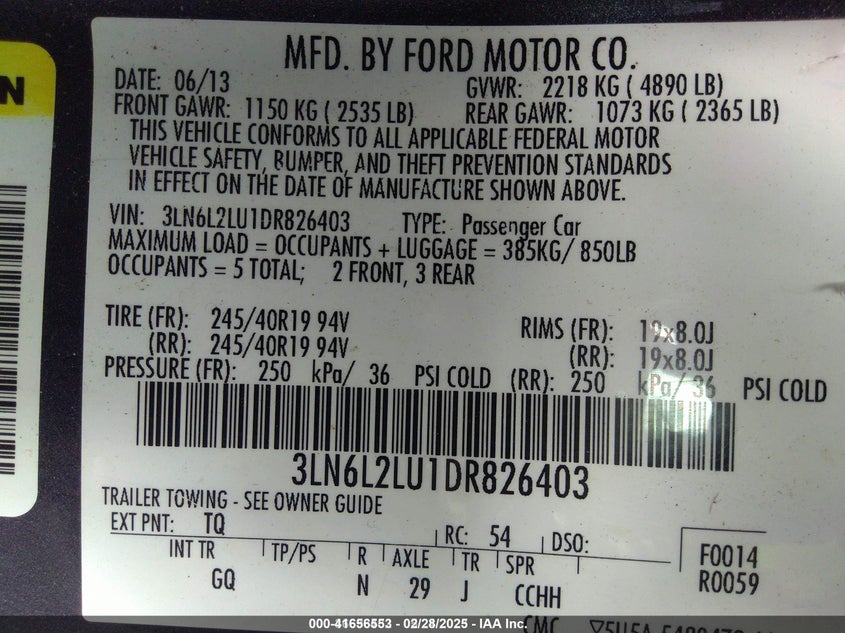 N
MFD. BY FORD MOTOR CO.
DATE: 06/13 GVWR: 2218 KG ( 4890 LB)
FRONT GAWR: 1150 KG ( 2535 LB) REAR GAWR: 1073 KG ( 2365 LB)
THIS VEHICLE CONFORMS TO ALL APPLICABLE FEDERAL MOTOR
VEHICLE SAFETY, BUMPER, AND THEFT PREVENTION STANDARDS
IN EFFECT ON THE DATE OF MANUFACTURE SHOWN ABOVE.
VIN: 3LN6L2LU1DR826403 TYPE: Passenger Car
MAXIMUM LOAD = OCCUPANTS + LUGGAGE = 385KG/ 850LB
OCCUPANTS = 5 TOTAL; 2 FRONT, 3 REAR
TIRE (FR): 245/40R19 94V RIMS (FR): 19x8.0J
(RR): 245/40R19 94V (RR): 19x8.0J
PRESSURE (FR): 250 kPa/ 36 PSI COLD (RR): 250 kPa/ 36 PSI COLD
3LN6L2LU1DR826403
TRAILER TOWING - SEE OWNER GUIDE
EXT PNT: TQ RC: 54 DSO: F0014
INT TR TP/PS R AXLE TR SPR R0059
GQ N 29 J CCHH
000-41656553 - 02/28/2025 - IAA Inc.